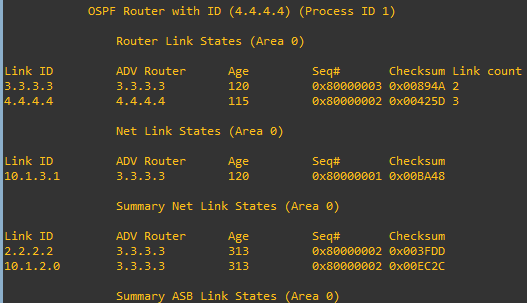 OSPF Router with ID (4.4.4.4) (Process ID 1)
Router Link States (Area 0)
Link ID ADV Router Age Seq# Checksum Link count
3.3.3.3 3.3.3.3 120 0x80000003 0x00894A 2
4.4.4.4 4.4.4.4 115 0x80000002 0x00425D 3
Net Link States (Area 0)
Link ID ADV Router Age Seq# Checksum
10.1.3.1 3.3.3.3 120 0x80000001 0x00BA48
Summary Net Link States (Area 0)
Link ID ADV Router Age Seq# Checksum
2.2.2.2 3.3.3.3 313 0x80000002 0x003FDD
10.1.2.0 3.3.3.3 313 0x80000002 0x00EC2C
Summary ASB Link States (Area 0)